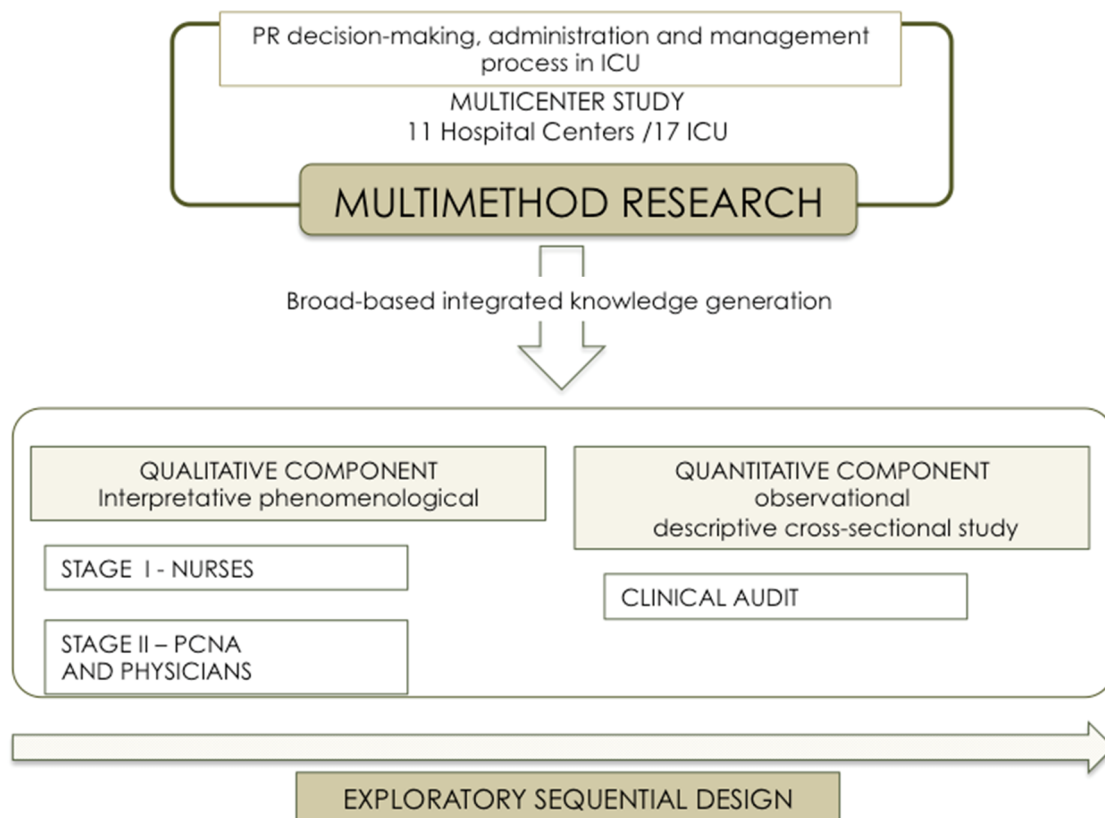 PR decision-making, administration and management
process in ICU
MULTICENTER STUDY
11 Hospital Centers /17 ICU
MULTIMETHOD RESEARCH
Broad-based integrated knowledge generation
QUALITATIVE COMPONENT
Interpretative phenomenological
STAGE I - NURSES
STAGE II – PCNA
AND PHYSICIANS
QUANTITATIVE COMPONENT
observational
descriptive cross-sectional study
CLINICAL AUDIT
EXPLORATORY SEQUENTIAL DESIGN